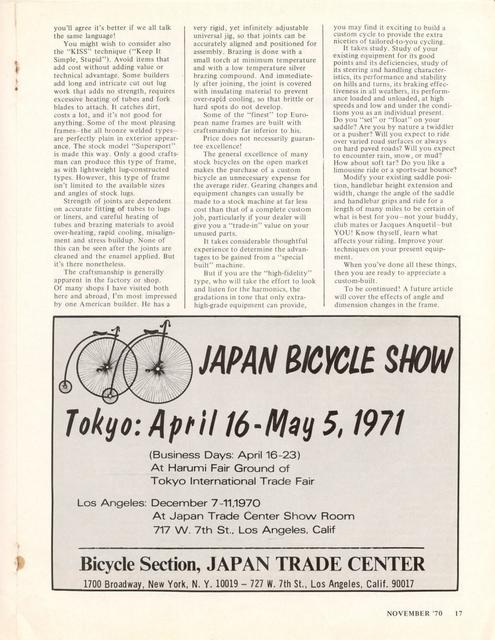 you'll agree it's better if we all talk
the same language!
You might wish to consider also
the "KISS" technique ("Keep It
Simple, Stupid"). Avoid items that
add cost without adding value or
technical advantage. Some builders
add long and intricate cut out lug
work that adds no strength, requires
excessive heating of tubes and fork
blades to attach. It catches dirt,
costs a lot, and it's not good for
anything. Some of the most pleasing
frames—the all bronze welded types—
are perfectly plain in exterior appear-
ance. The stock model "Supersport"
is made this way. Only a good crafts-
man can produce this type of frame,
as with lightweight lug-constructed
types. However, this type of frame
isn't limited to the available sizes
and angles of stock lugs.
Strength of joints are dependent
on accurate fitting of tubes to lugs
or liners, and careful heating of
tubes and brazing materials to avoid
over-heating, rapid cooling, misalign-
ment and stress buildup. None of
this can be seen after the joints are
cleaned and the enamel applied. But
it's there nonetheless.
The craftsmanship is generally
apparent in the factory or shop.
Of many shops I have visited both
here and abroad, I'm most impressed
by one American builder. He has a
very rigid, yet infinitely adjustable
universal jig, so that joints can be
accurately aligned and positioned for
assembly. Brazing is done with a
small torch at minimum temperature
and with a low temperature silver
brazing compound. And immediate-
ly after joining, the joint is covered
with insulating material to prevent
over-rapid cooling, so that brittle or
hard spots do not develop.
Some of the "finest" top Euro-
pean name frames are built with
craftsmanship far inferior to his.
Price does not necessarily guaran-
tee excellence!
The general excellence of many
stock bicycles on the open market
makes the purchase of a custom
bicycle an unnecessary expense for
the average rider. Gearing changes and
equipment changes can usually be
made to a stock machine at far less
cost than that of a complete custom
job, particularly if your dealer will
give you a "trade-in" value on your
unused parts.
It takes considerable thoughtful
experience to determine the advan-
tages to be gained from a "special
built" machine.
But if you are the "high-fidelity"
type, who will take the effort to look
and listen for the harmonics, the
gradations in tone that only extra-
high-grade equipment can provide,
you may find it exciting to build a
custom cycle to provide the extra
niceties of tailored-to-you cycling.
It takes study. Study of your
existing equipment for its good
points and its deficiencies, study of
its steering and handling character-
istics, its performance and stability
on hills and turns, its braking effec-
tiveness in all weathers, its perform-
ance loaded and unloaded, at high
speeds and low and under the condi-
tions you as an individual present.
Do you "set" or "float" on your
saddle? Are you by nature a twiddler
or a pusher? Will you expect to ride
over varied road surfaces or always
on hard paved roads? Will you expect
to encounter rain, snow, or mud?
How about soft tar? Do you like a
limousine ride or a sports-car bounce?
Modify your existing saddle posi-
tion, handlebar height extension and
width, change the angle of the saddle
and handlebar grips and ride for a
length of many miles to be certain of
what is best for you—not your buddy,
club mates or Jacques Anquetil—but
YOU! Know thyself, learn what
affects your riding. Improve your
techniques on your present equip-
ment.
When you've done all these things,
then you are ready to appreciate a
custom-built.
To be continued! A future article
will cover the effects of angle and
dimension changes in the frame.
JAPAN BICYCLE SHOW
Tokyo: April 16-May 5, 1971
(Business Days: April 16-23)
At Harumi Fair Ground of
Tokyo International Trade Fair
Los Angeles: December 7-11,1970
At Japan Trade Center Show Room
717 W. 7th St., Los Angeles, Calif
Bicycle Section, JAPAN TRADE CENTER
1700 Broadway, New York, N. Y. 10019 – 727 W. 7th St., Los Angeles, Calif. 90017
NOVEMBER '70 17